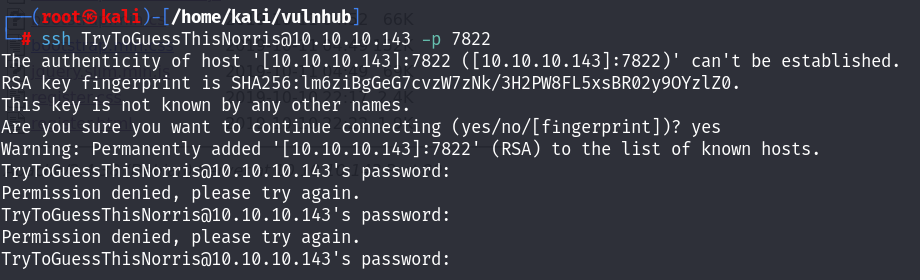 ┌──(root㉿kali)-[/home/kali/vulnhub]
└─# ssh TryToGuessThisNorris@10.10.10.143 -p 7822
The authenticity of host '[10.10.10.143]:7822 ([10.10.10.143]:7822)' can't be established.
RSA key fingerprint is SHA256:7lmo2iBgGeG7cvzW7zNk/3H2PW8FL5xsBR02y9OYzlZ0.
This key is not known by any other names.
Are you sure you want to continue connecting (yes/no/[fingerprint])? yes
Warning: Permanently added '[10.10.10.143]:7822' (RSA) to the list of known hosts.
TryToGuessThisNorris@10.10.10.143's password:
Permission denied, please try again.
TryToGuessThisNorris@10.10.10.143's password:
Permission denied, please try again.
TryToGuessThisNorris@10.10.10.143's password: